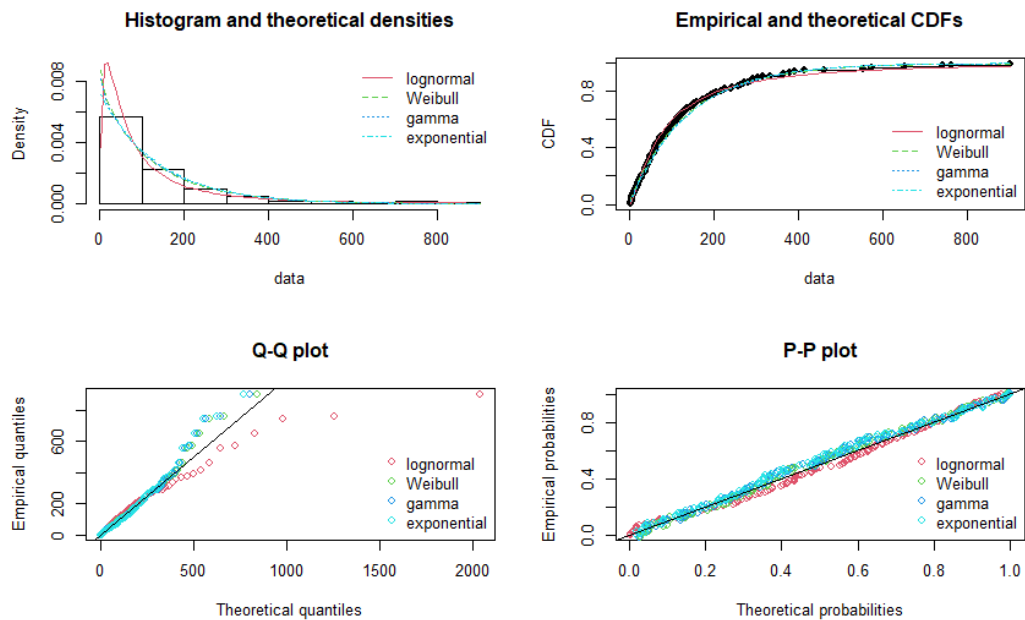 Histogram and theoretical densities
Density
0.000
0.004
0.008
lognormal
Weibull
gamma
exponential
0
200
400
600
800
data
Empirical and theoretical CDFs
CDF
0.0
0.4
0.8
lognormal
Weibull
gamma
exponential
0
200
400
600
800
data
Q-Q plot
Empirical quantiles
0
200
600
lognormal
Weibull
gamma
exponential
0
500
1000
1500
2000
Theoretical quantiles
P-P plot
Empirical probabilities
0.0
0.4
0.8
lognormal
Weibull
gamma
exponential
0.0
0.2
0.4
0.6
0.8
1.0
Theoretical probabilities